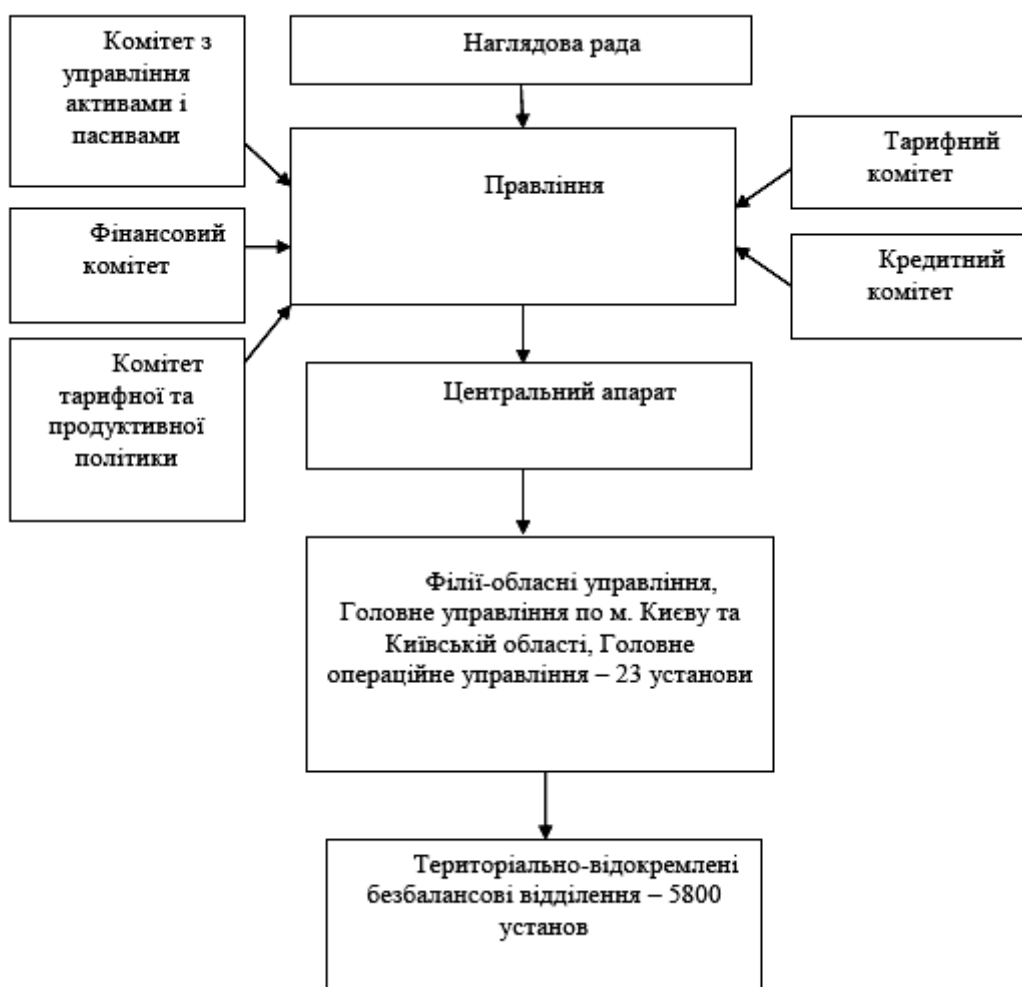 Комітет з
управління
активами і
пасивами
Наглядова рада
Правління
Тарифний
комітет
Фінансовий
комітет
Кредитний
комітет
Комітет
тарифної та
продуктивної
політики
Центральний апарат
Філії-обласні управління,
Головне управління по м. Києву та
Київській області, Головне
операційне управління – 23 установи
Територіально-відокремлені
безбалансові відділення – 5800
установ